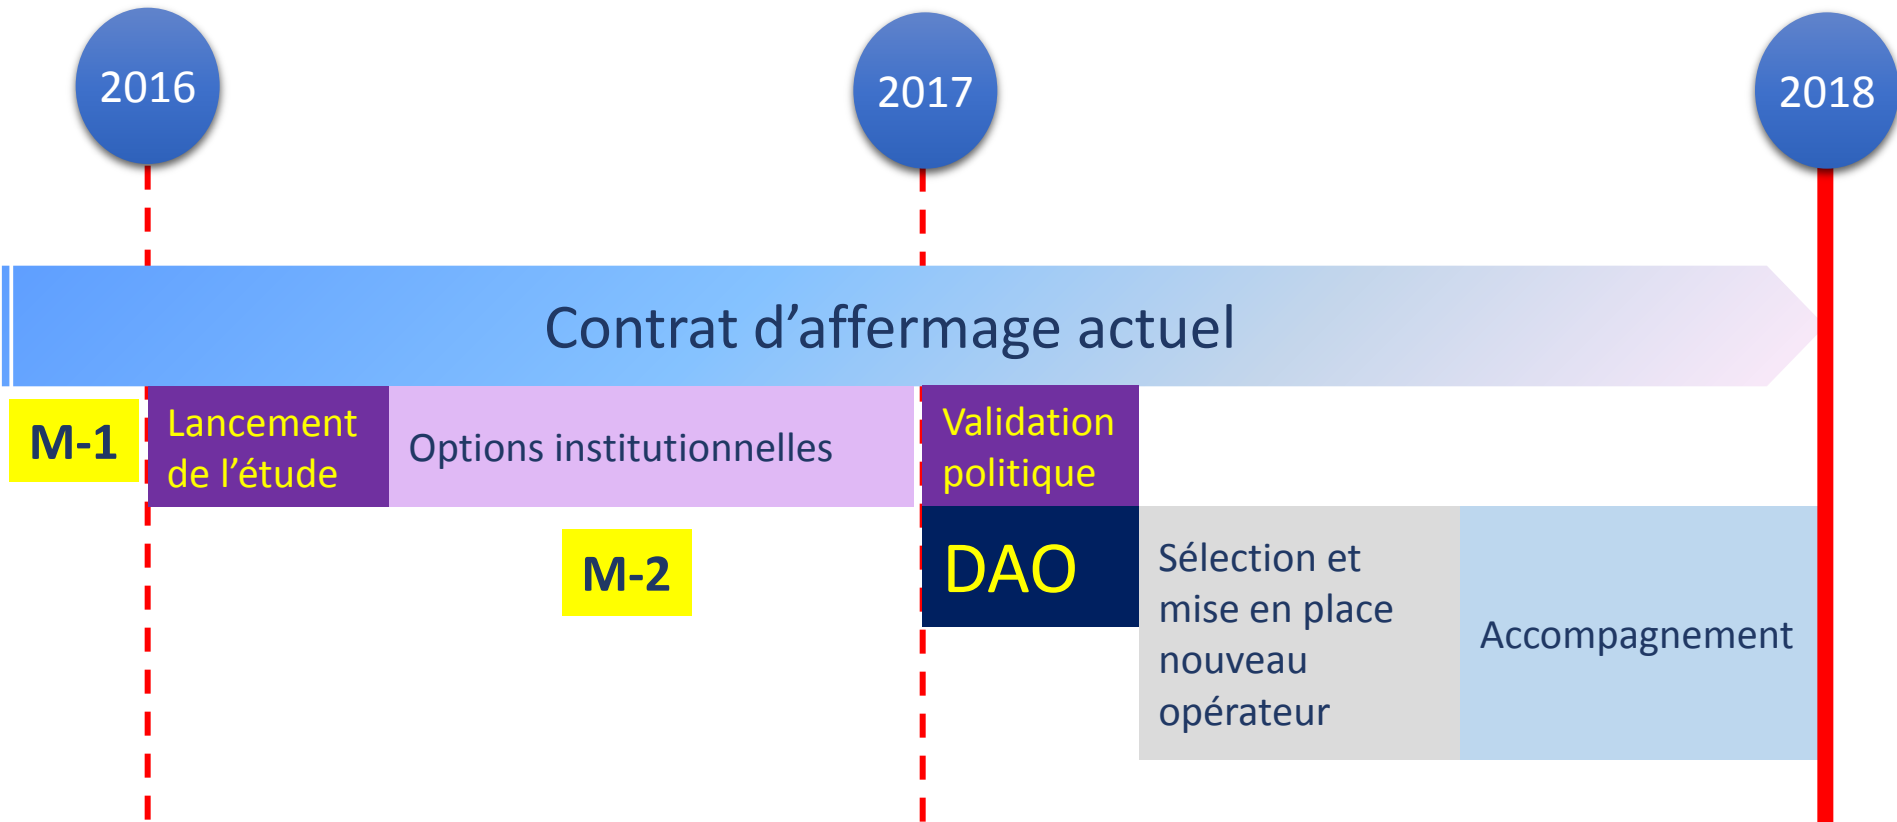 2016
2017
2018
Contrat d’affermage actuel
M-1
Lancement
de l’étude
Options institutionnelles
Validation
politique
M-2
DAO
Sélection et
mise en place
nouveau
opérateur
Accompagnement